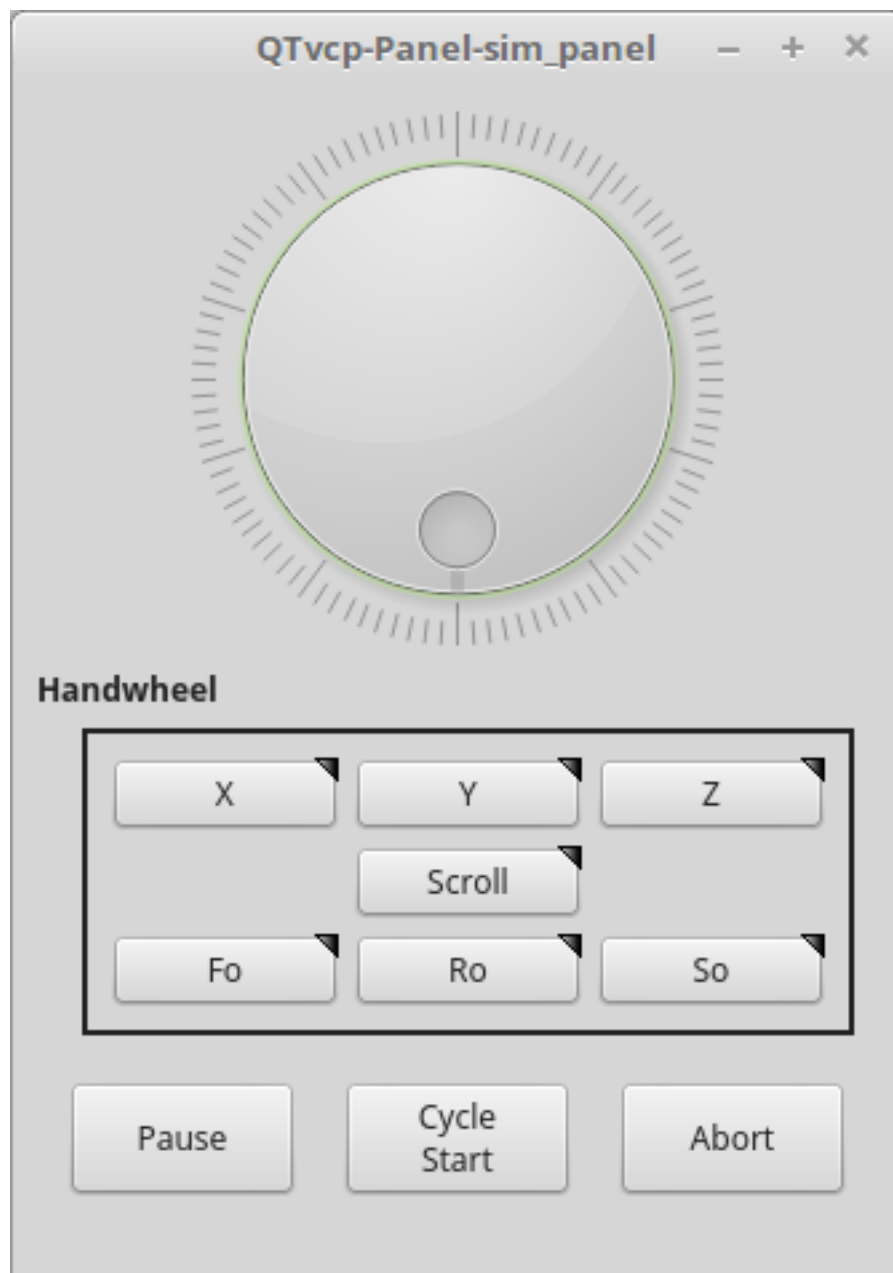 QTvcp-Panel-sim_panel
Handwheel
X Y Z
Scroll
Fo Ro So
Pause Cycle Start Abort